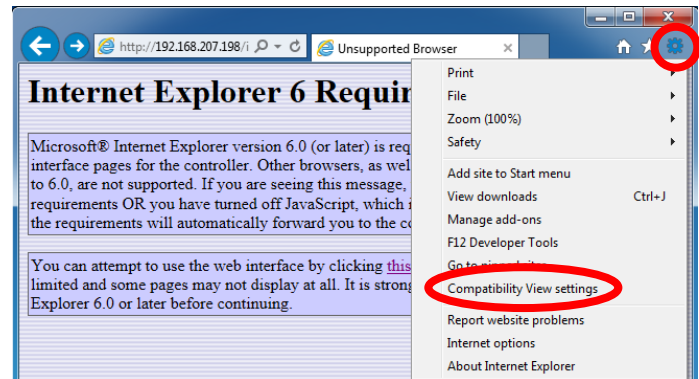 http://192.168.207.198/i
Unsupported Browser
Internet Explorer 6 Requir
Microsoft® Internet Explorer version 6.0 (or later) is req
interface pages for the controller. Other browsers, as wel
to 6.0, are not supported. If you are seeing this message,
requirements OR you have turned off JavaScript, which i
the requirements will automatically forward you to the co
You can attempt to use the web interface by clicking this
limited and some pages may not display at all. It is strong
Explorer 6.0 or later before continuing.
Print
File
Zoom (100%)
Safety
Add site to Start menu
View downloads Ctrl+J
Manage add-ons
F12 Developer Tools
Go to pinned sites
Compatibility View settings
Report website problems
Internet options
About Internet Explorer